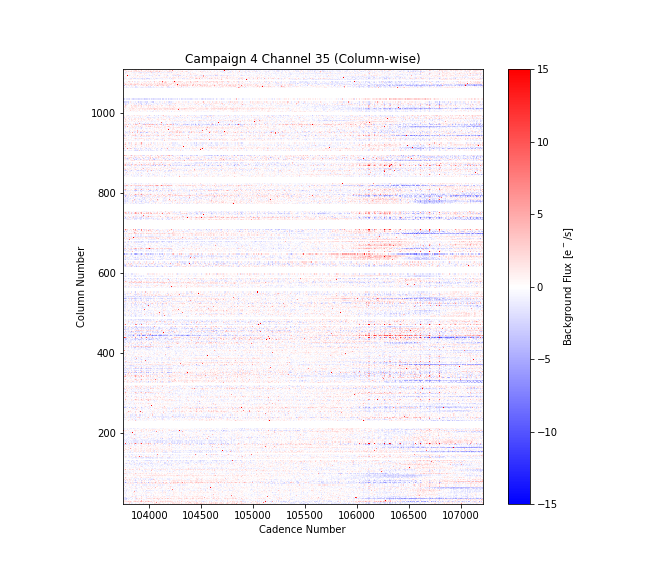 Campaign 4 Channel 35 (Column-wise)
Column Number
1000
800
600
400
200
104000 104500 105000 105500 106000 106500 107000
Cadence Number
15
10
5
0
−5
−10
−15
Background Flux [e⁻/s]